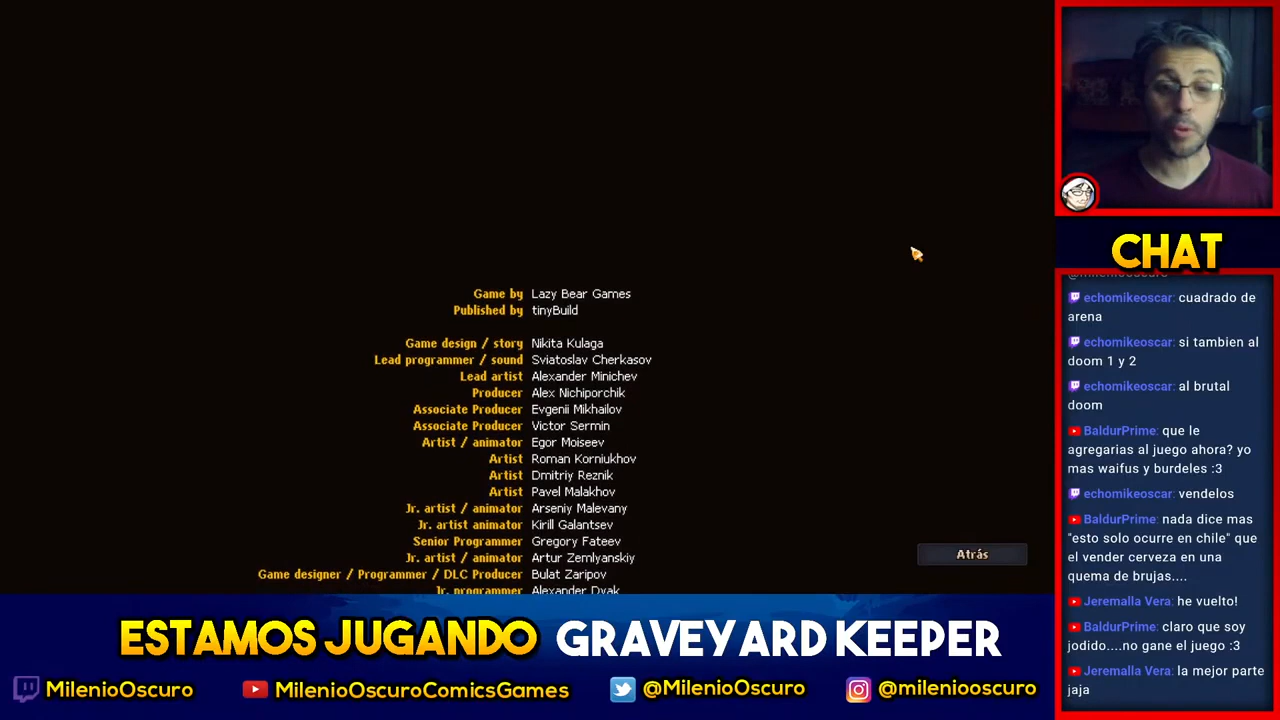 Game by Lazy Bear Games
Published by tinyBuild
Game design / story Nikita Kulaga
Lead programmer / sound Sviatoslav Cherkasov
Lead artist Alexander Minichev
Producer Alex Nichiporchik
Associate Producer Evgenii Mikhailov
Associate Producer Victor Sermin
Artist / animator Egor Moiseev
Artist Roman Korniukhov
Artist Dmitriy Reznik
Artist Pavel Malakhov
Jr. artist / animator Arseniy Malevany
Jr. artist animator Kirill Galantsev
Senior Programmer Gregory Fateev
Jr. artist / animator Artur Zemlyanskiy
Game designer / Programmer / DLC Producer Bulat Zaripov
Jr. programmer Alexander Dyak
Atrás
CHAT
@mileniooscuro
echomikeoscar: cuadrado de
arena
echomikeoscar: si tambien al
doom 1 y 2
echomikeoscar: al brutal
doom
BaldurPrime: que le
agregarias al juego ahora? yo
mas waifus y burdeles :3
echomikeoscar: vendelos
BaldurPrime: nada dice mas
"esto solo ocurre en chile" que
el vender cerveza en una
quema de brujas....
Jeremalla Vera: he vuelto!
BaldurPrime: claro que soy
jodido....no gane el juego :3
Jeremalla Vera: la mejor parte
jaja
ESTAMOS JUGANDO GRAVEYARD KEEPER
MilenioOscuro MilenioOscuroComicsGames @MilenioOscuro @mileniooscuro